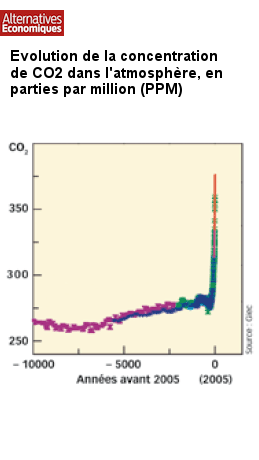 Alternatives
Economiques
Evolution de la concentration
de CO2 dans l'atmosphère, en
parties par million (PPM)
CO₂
350
300
250
– 10000
– 5000
0
Années avant 2005
(2005)
Source : Giec